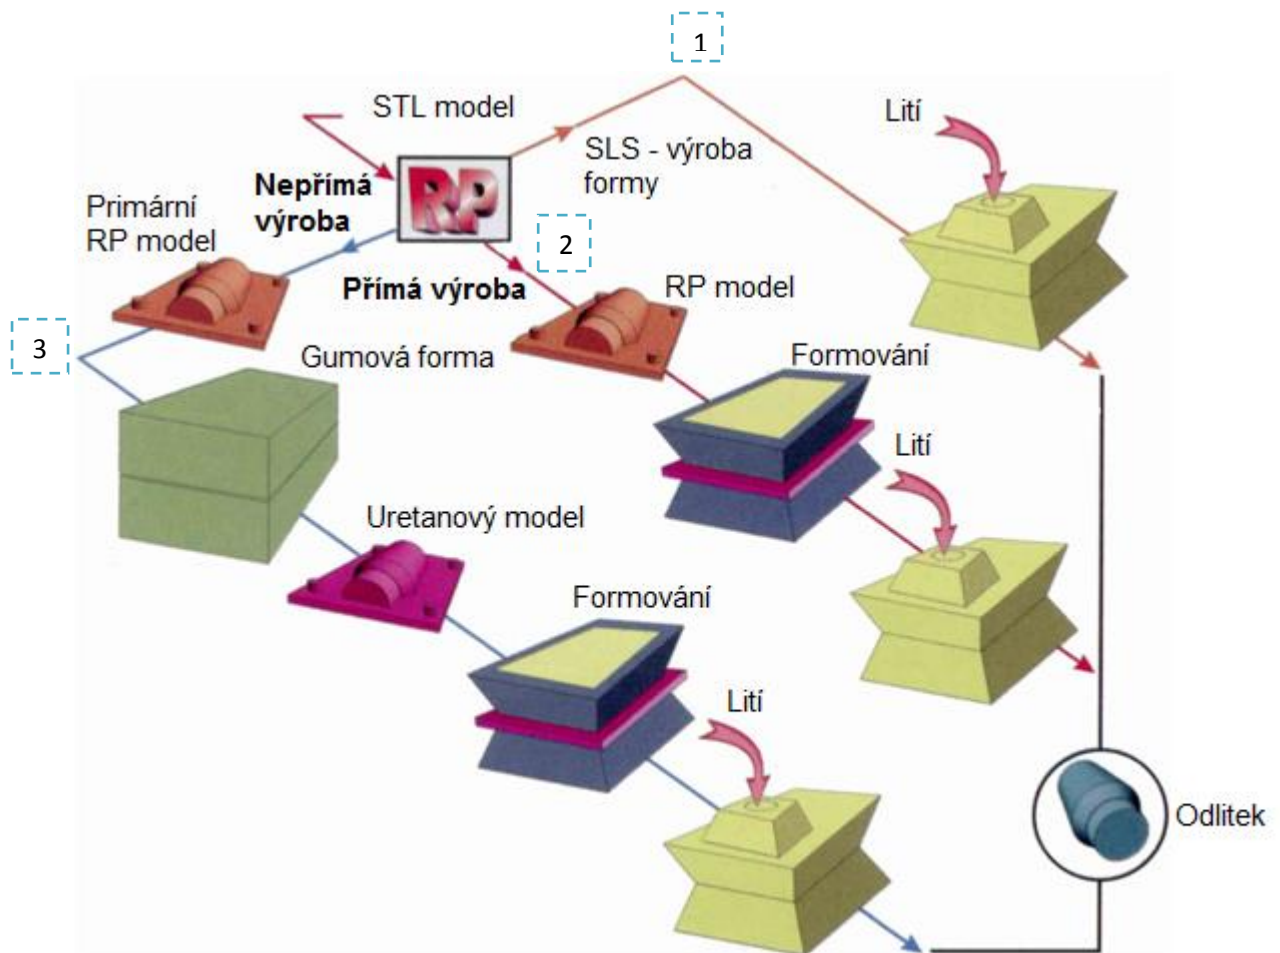 1
STL model
Lití
SLS - výroba
formy
RP
Nepřímá
výroba
Primární
RP model
2
Přímá výroba
RP model
3
Gumová forma
Formování
Lití
Uretanový model
Formování
Lití
Odlitek